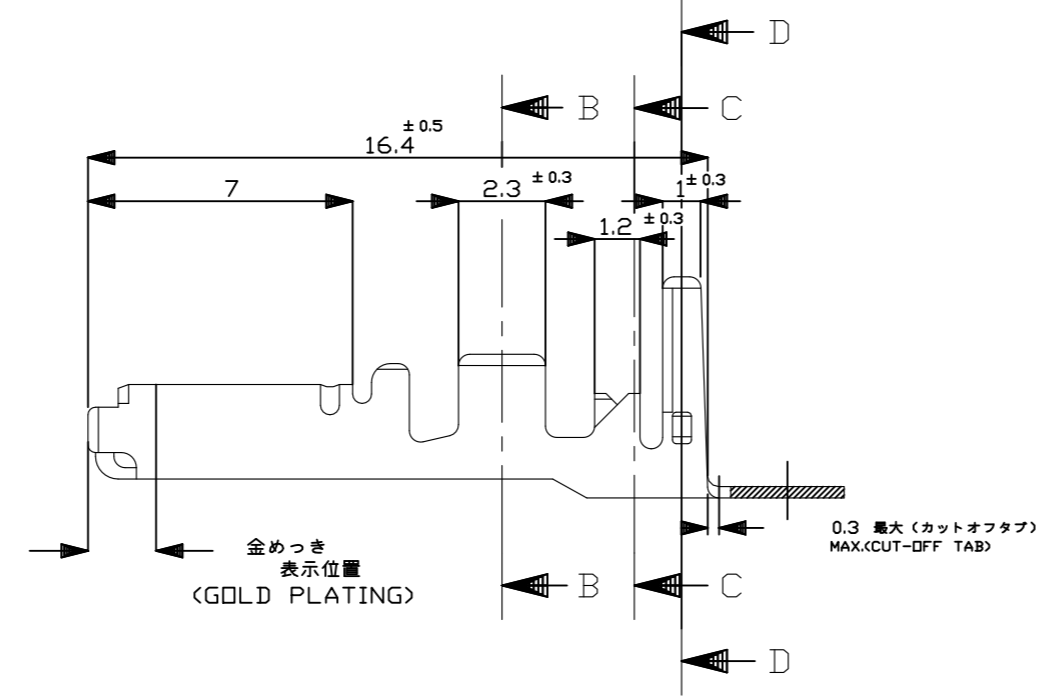 D
B
C
±0.5
16.4
7
2.3 ±0.3
1 ±0.3
1.2 ±0.3
0.3 最大(カットオフタブ)
MAX.(CUT-OFF TAB)
金めっき
表示位置
(GOLD PLATING)
B
C
D